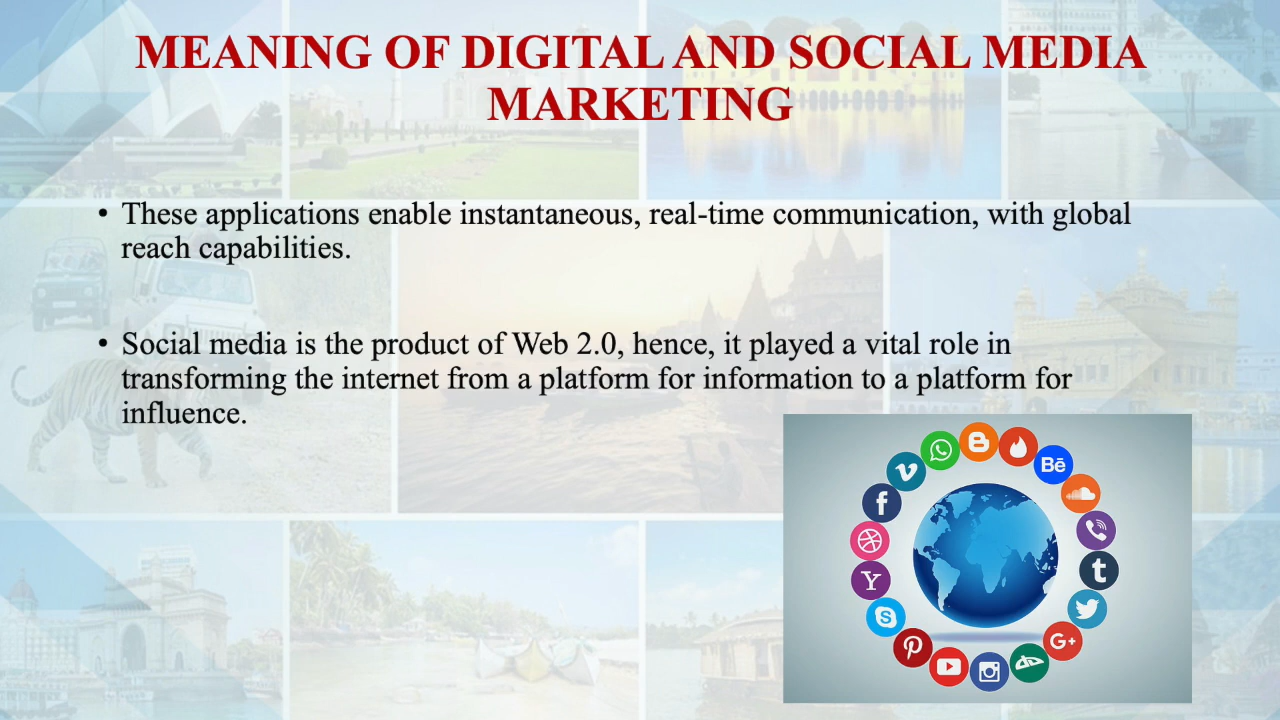 MEANING OF DIGITAL AND SOCIAL MEDIA
MARKETING
• These applications enable instantaneous, real-time communication, with global
reach capabilities.
• Social media is the product of Web 2.0, hence, it played a vital role in
transforming the internet from a platform for information to a platform for
influence.
Bē
f
t
Y
S
G+